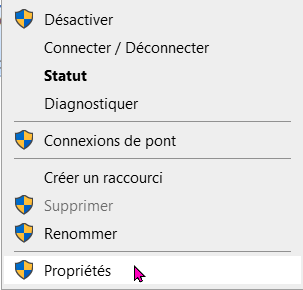 Désactiver
Connecter / Déconnecter
Statut
Diagnostiquer
Connexions de pont
Créer un raccourci
Supprimer
Renommer
Propriétés